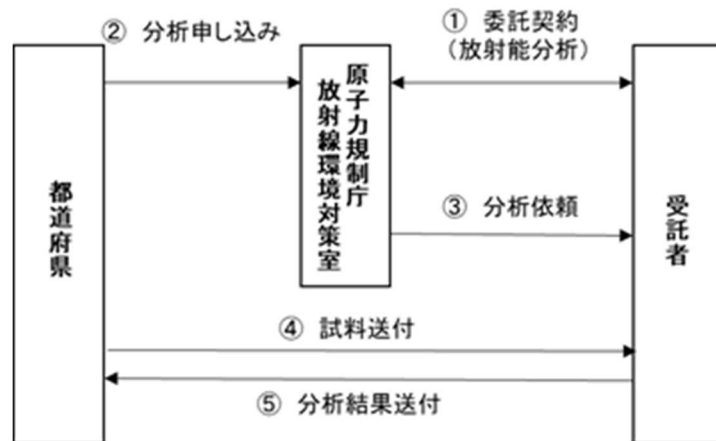 ② 分析申し込み
① 委託契約
（放射能分析）
都道府県
原子力規制庁
放射線環境対策室
受託者
③ 分析依頼
④ 試料送付
⑤ 分析結果送付